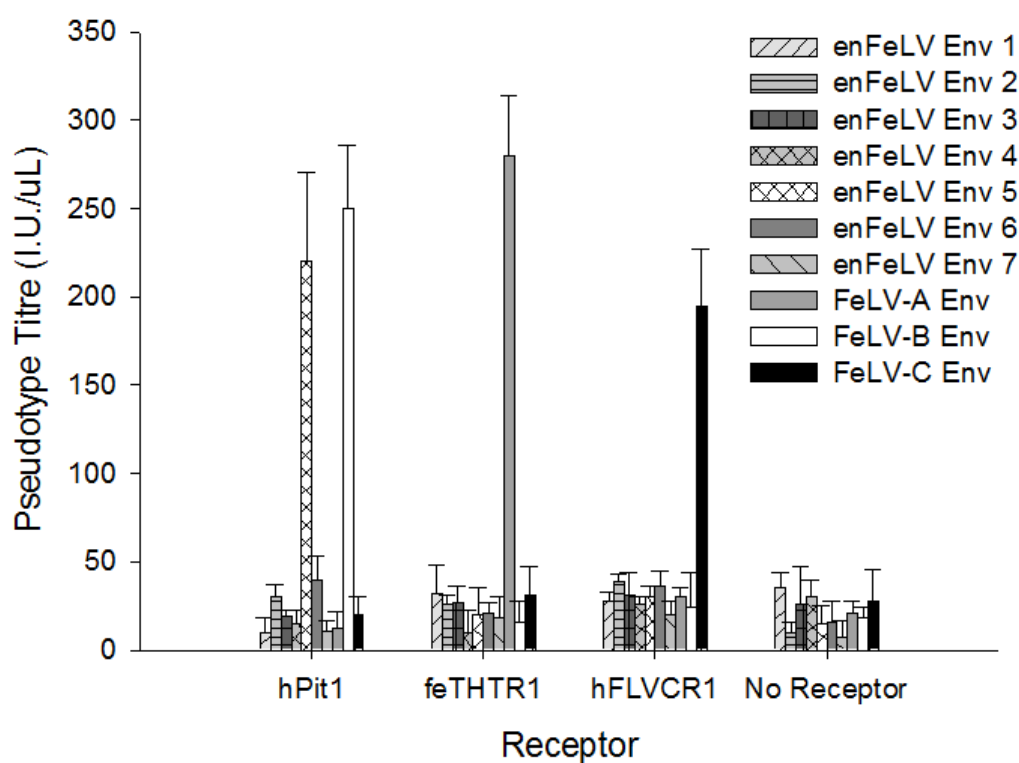 350
300
250
200
150
100
50
0
Pseudotype Titre (I.U./uL)
enFeLV Env 1
enFeLV Env 2
enFeLV Env 3
enFeLV Env 4
enFeLV Env 5
enFeLV Env 6
enFeLV Env 7
FeLV-A Env
FeLV-B Env
FeLV-C Env
hPit1 feTHTR1 hFLVCR1 No Receptor
Receptor